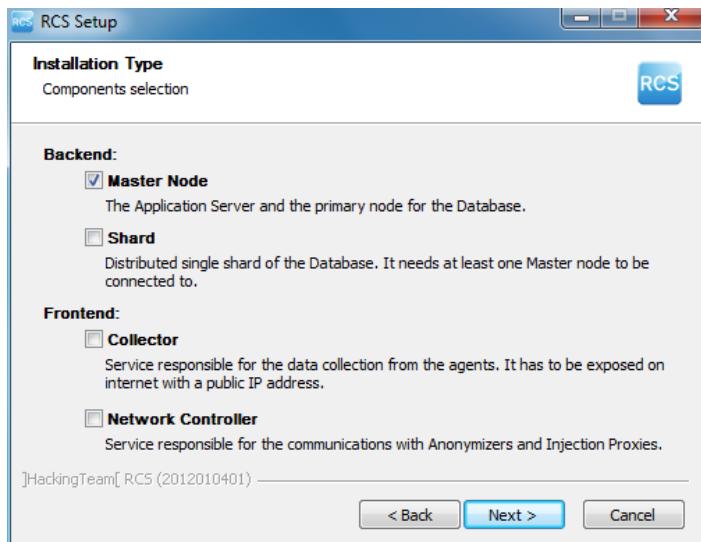 RCS RCS Setup
Installation Type
Components selection
RCS
Backend:
Master Node
The Application Server and the primary node for the Database.
Shard
Distributed single shard of the Database. It needs at least one Master node to be
connected to.
Frontend:
Collector
Service responsible for the data collection from the agents. It has to be exposed on
internet with a public IP address.
Network Controller
Service responsible for the communications with Anonymizers and Injection Proxies.
]HackingTeam[ RCS (2012010401)
< Back Next > Cancel